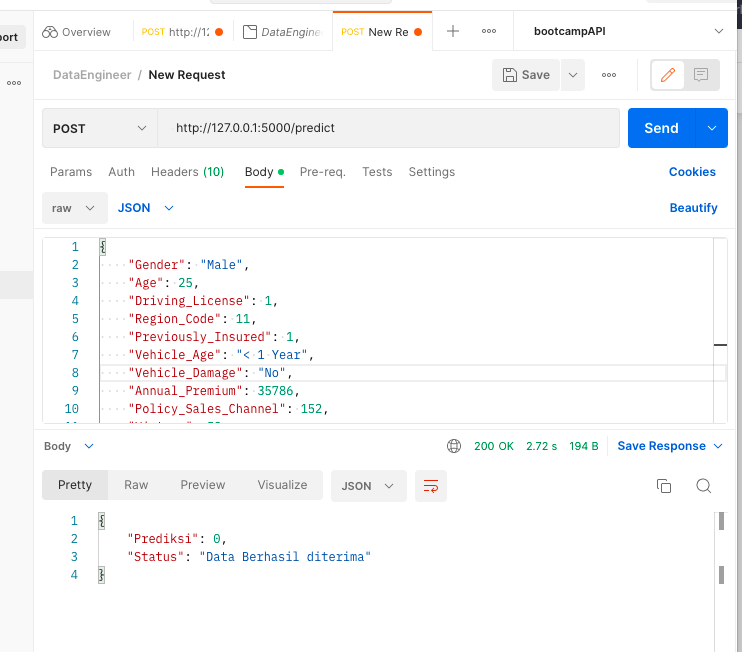 port
Overview
POST http://12
DataEngine
POST New Re
bootcampAPI
DataEngineer / New Request
Save
POST
http://127.0.0.1:5000/predict
Send
Params Auth Headers (10) Body Pre-req. Tests Settings
Cookies
raw
JSON
Beautify
1 {
2 "Gender": "Male",
3 "Age": 25,
4 "Driving_License": 1,
5 "Region_Code": 11,
6 "Previously_Insured": 1,
7 "Vehicle_Age": "< 1 Year",
8 "Vehicle_Damage": "No",
9 "Annual_Premium": 35786,
10 "Policy_Sales_Channel": 152,
Body
200 OK 2.72 s 194 B
Save Response
Pretty Raw Preview Visualize
JSON
1 {
2 "Prediksi": 0,
3 "Status": "Data Berhasil diterima"
4 }